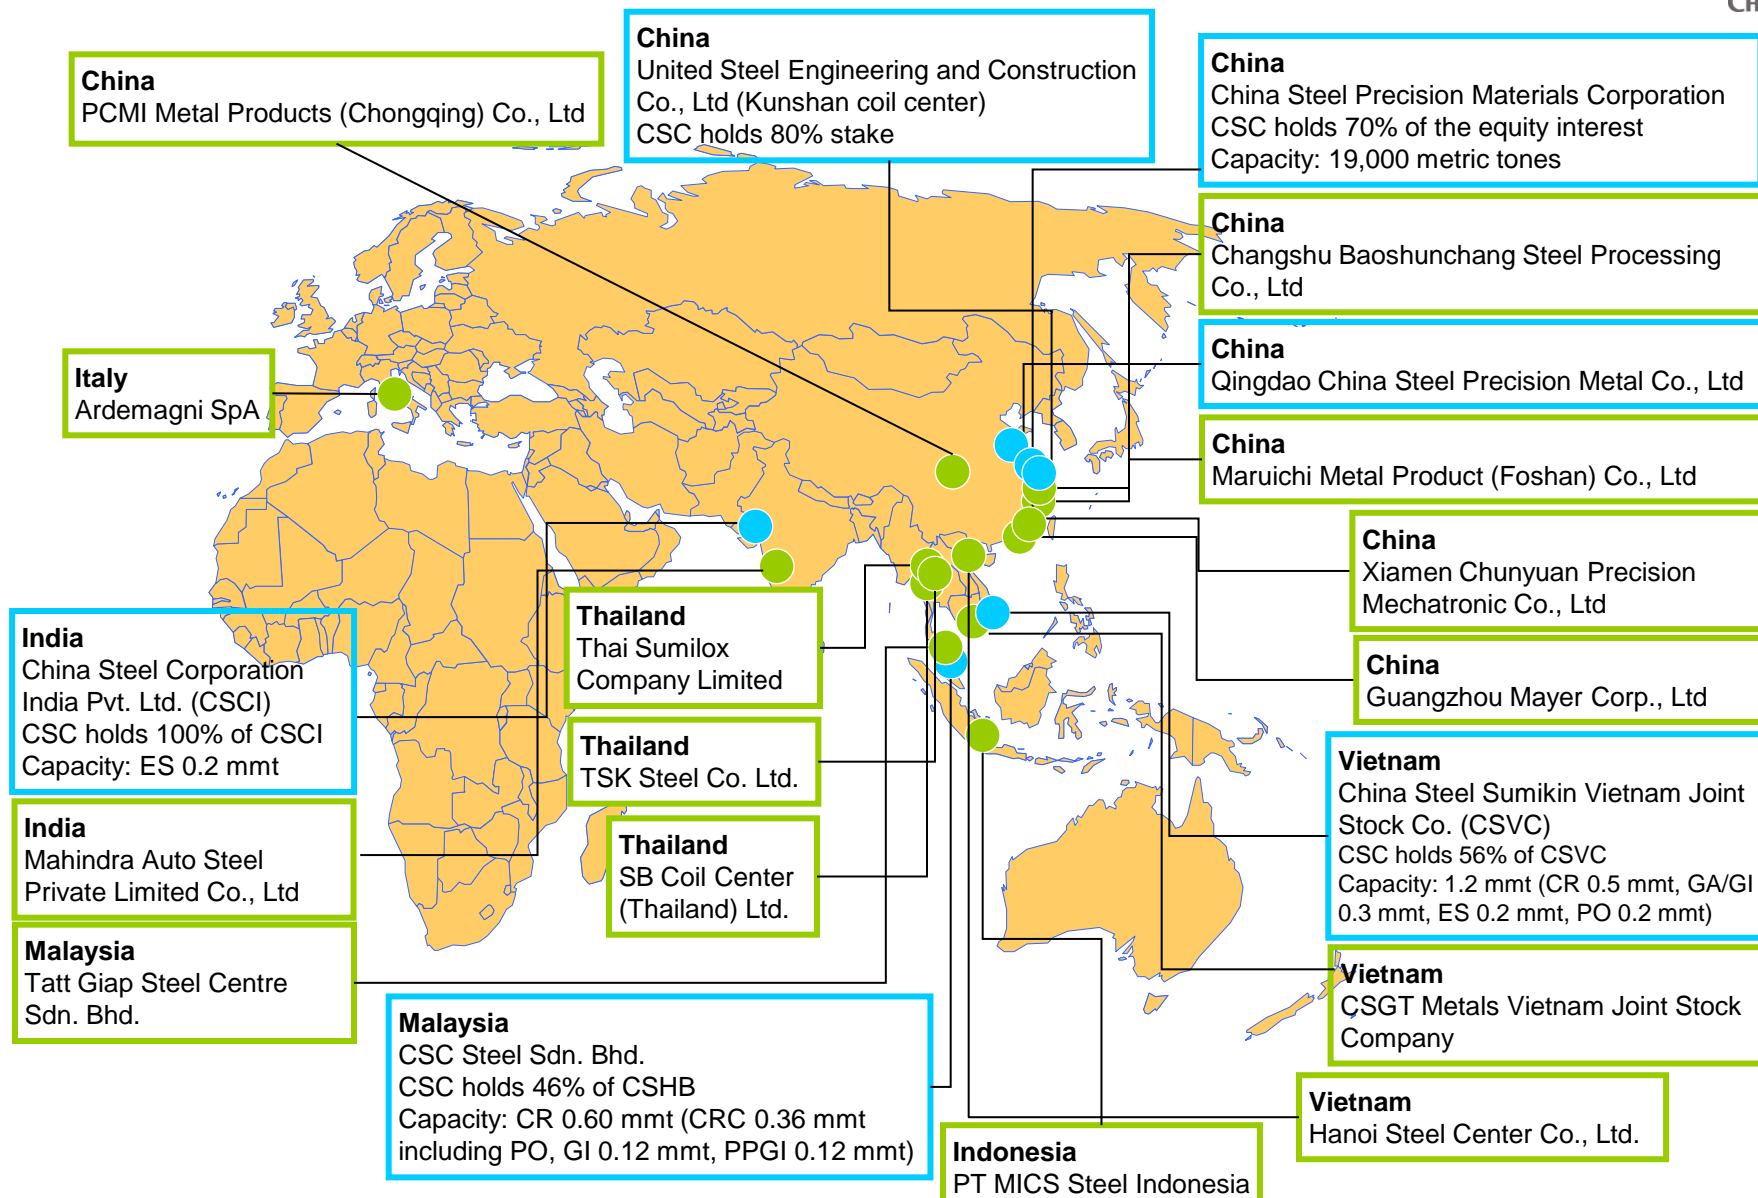 China
PCMI Metal Products (Chongqing) Co., Ltd
China
United Steel Engineering and Construction
Co., Ltd (Kunshan coil center)
CSC holds 80% stake
China
China Steel Precision Materials Corporation
CSC holds 70% of the equity interest
Capacity: 19,000 metric tones
China
Changshu Baoshunchang Steel Processing
Co., Ltd
China
Qingdao China Steel Precision Metal Co., Ltd
China
Maruichi Metal Product (Foshan) Co., Ltd
China
Xiamen Chunyuan Precision
Mechatronic Co., Ltd
China
Guangzhou Mayer Corp., Ltd
Italy
Ardemagni SpA
India
China Steel Corporation
India Pvt. Ltd. (CSCI)
CSC holds 100% of CSCI
Capacity: ES 0.2 mmt
India
Mahindra Auto Steel
Private Limited Co., Ltd
Malaysia
Tatt Giap Steel Centre
Sdn. Bhd.
Thailand
Thai Sumilox
Company Limited
Thailand
TSK Steel Co. Ltd.
Thailand
SB Coil Center
(Thailand) Ltd.
Malaysia
CSC Steel Sdn. Bhd.
CSC holds 46% of CSHB
Capacity: CR 0.60 mmt (CRC 0.36 mmt
including PO, GI 0.12 mmt, PPGI 0.12 mmt)
Vietnam
China Steel Sumikin Vietnam Joint
Stock Co. (CSVC)
CSC holds 56% of CSVC
Capacity: 1.2 mmt (CR 0.5 mmt, GA/GI
0.3 mmt, ES 0.2 mmt, PO 0.2 mmt)
Vietnam
CSGT Metals Vietnam Joint Stock
Company
Vietnam
Hanoi Steel Center Co., Ltd.
Indonesia
PT MICS Steel Indonesia